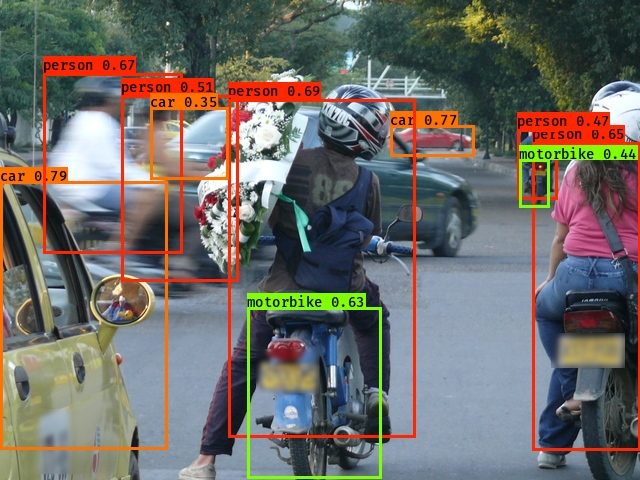 person 0.67
person 0.51
person 0.69
car 0.35
car 0.77
person 0.47
person 0.65
motorbike 0.44
car 0.79
motorbike 0.63